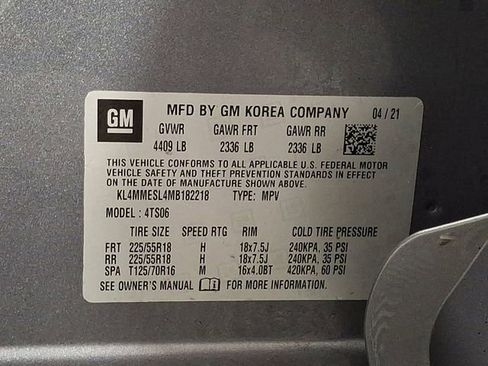 GM
MFD BY GM KOREA COMPANY 04 / 21
GVWR GAWR FRT GAWR RR
4409 LB 2336 LB 2336 LB
THIS VEHICLE CONFORMS TO ALL APPLICABLE U.S. FEDERAL MOTOR
VEHICLE SAFETY AND THEFT PREVENTION STANDARDS IN EFFECT
ON THE DATE OF MANUFACTURE SHOWN ABOVE.
KL4MMESL4MB182218 TYPE: MPV
MODEL : 4TS06
TIRE SIZE SPEED RTG RIM COLD TIRE PRESSURE
FRT 225/55R18 H 18x7.5J 240KPA, 35 PSI
RR 225/55R18 H 18x7.5J 240KPA, 35 PSI
SPA T125/70R16 M 16x4.0BT 420KPA, 60 PSI
SEE OWNER'S MANUAL FOR MORE INFORMATION.